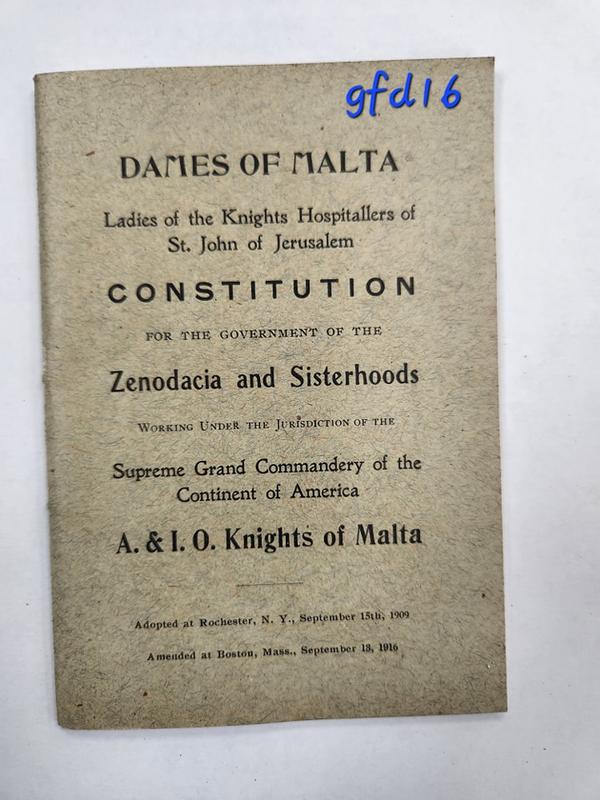 gfd16
DAMES OF MALTA
Ladies of the Knights Hospitallers of
St. John of Jerusalem
CONSTITUTION
FOR THE GOVERNMENT OF THE
Zenodacia and Sisterhoods
WORKING UNDER THE JURISDICTION OF THE
Supreme Grand Commandery of the
Continent of America
A. & I. O. Knights of Malta
Adopted at Rochester, N. Y., September 15th, 1909
Amended at Boston, Mass., September 13, 1916